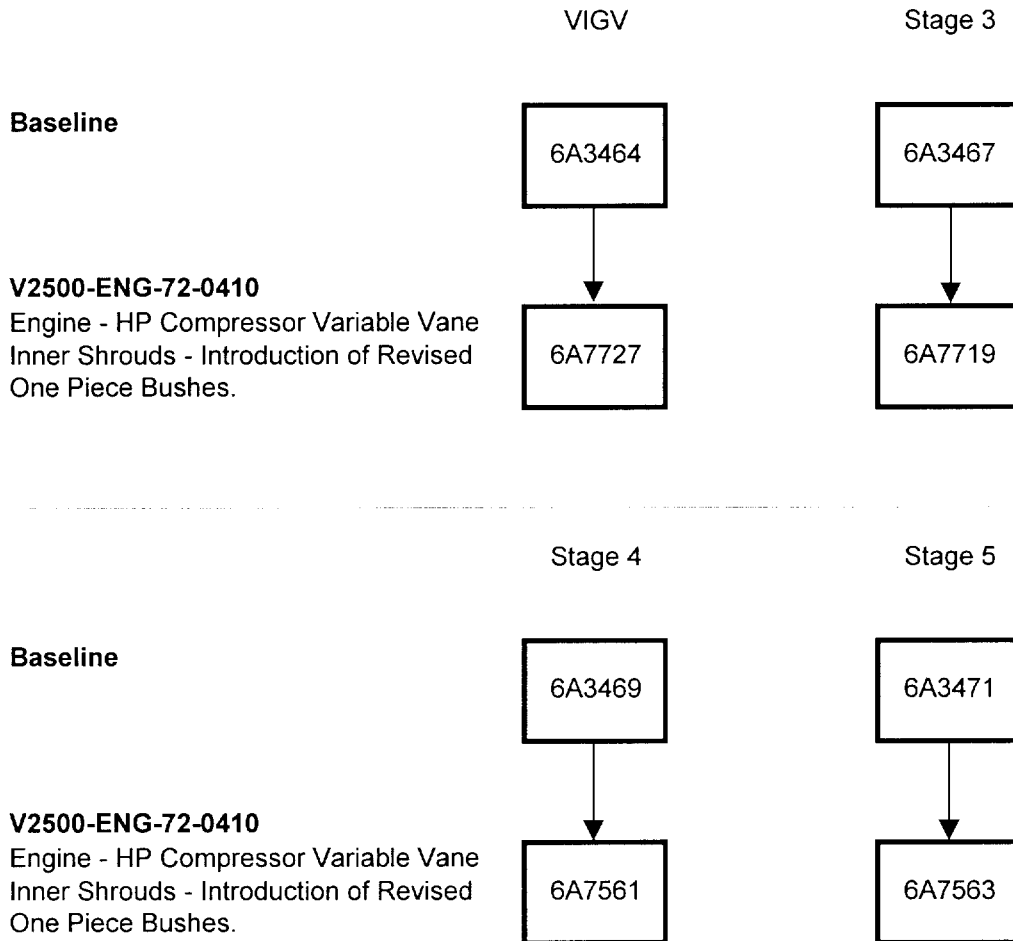 VIGV Stage 3
Baseline
6A3464 6A3467
V2500-ENG-72-0410
Engine - HP Compressor Variable Vane
Inner Shrouds - Introduction of Revised
One Piece Bushes.
6A7727 6A7719
Stage 4 Stage 5
Baseline
6A3469 6A3471
V2500-ENG-72-0410
Engine - HP Compressor Variable Vane
Inner Shrouds - Introduction of Revised
One Piece Bushes.
6A7561 6A7563